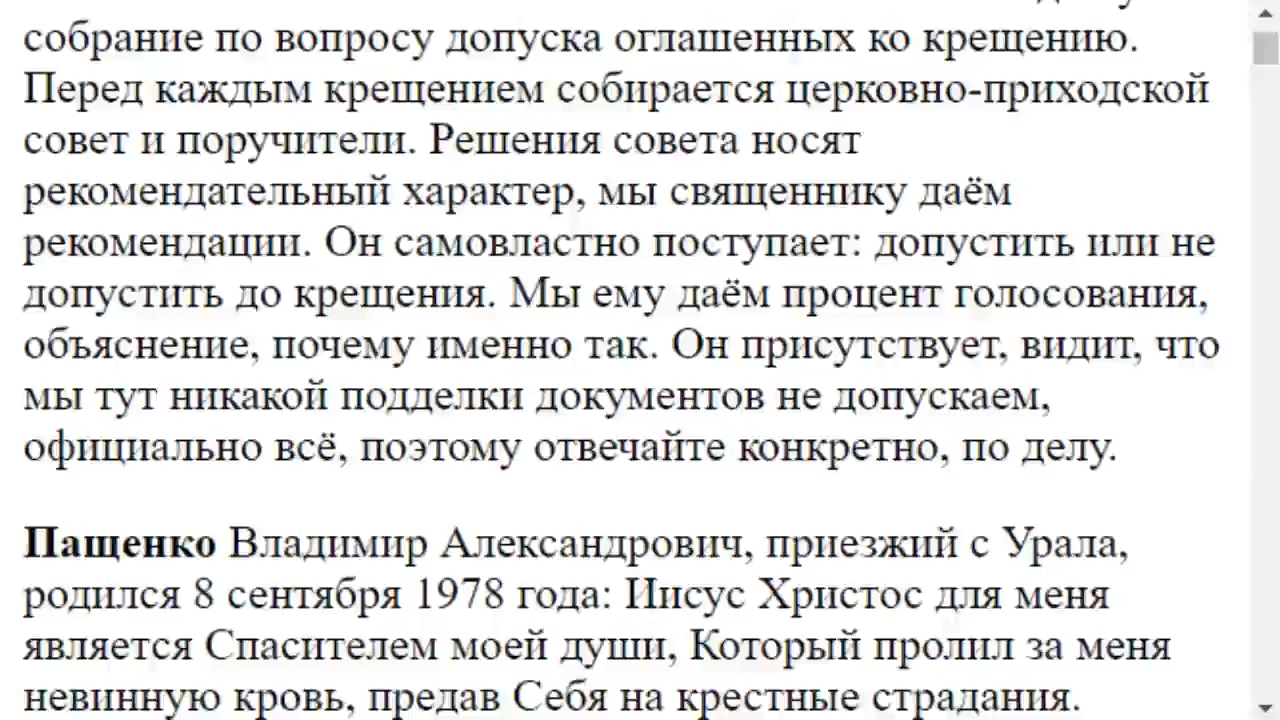 собрание по вопросу допуска оглашенных ко крещению.
Перед каждым крещением собирается церковно-приходской
совет и поручители. Решения совета носят
рекомендательный характер, мы священнику даём
рекомендации. Он самовластно поступает: допустить или не
допустить до крещения. Мы ему даём процент голосования,
объяснение, почему именно так. Он присутствует, видит, что
мы тут никакой подделки документов не допускаем,
официально всё, поэтому отвечайте конкретно, по делу.
Пащенко Владимир Александрович, приезжий с Урала,
родился 8 сентября 1978 года: Иисус Христос для меня
является Спасителем моей души, Который пролил за меня
невинную кровь, предав Себя на крестные страдания.